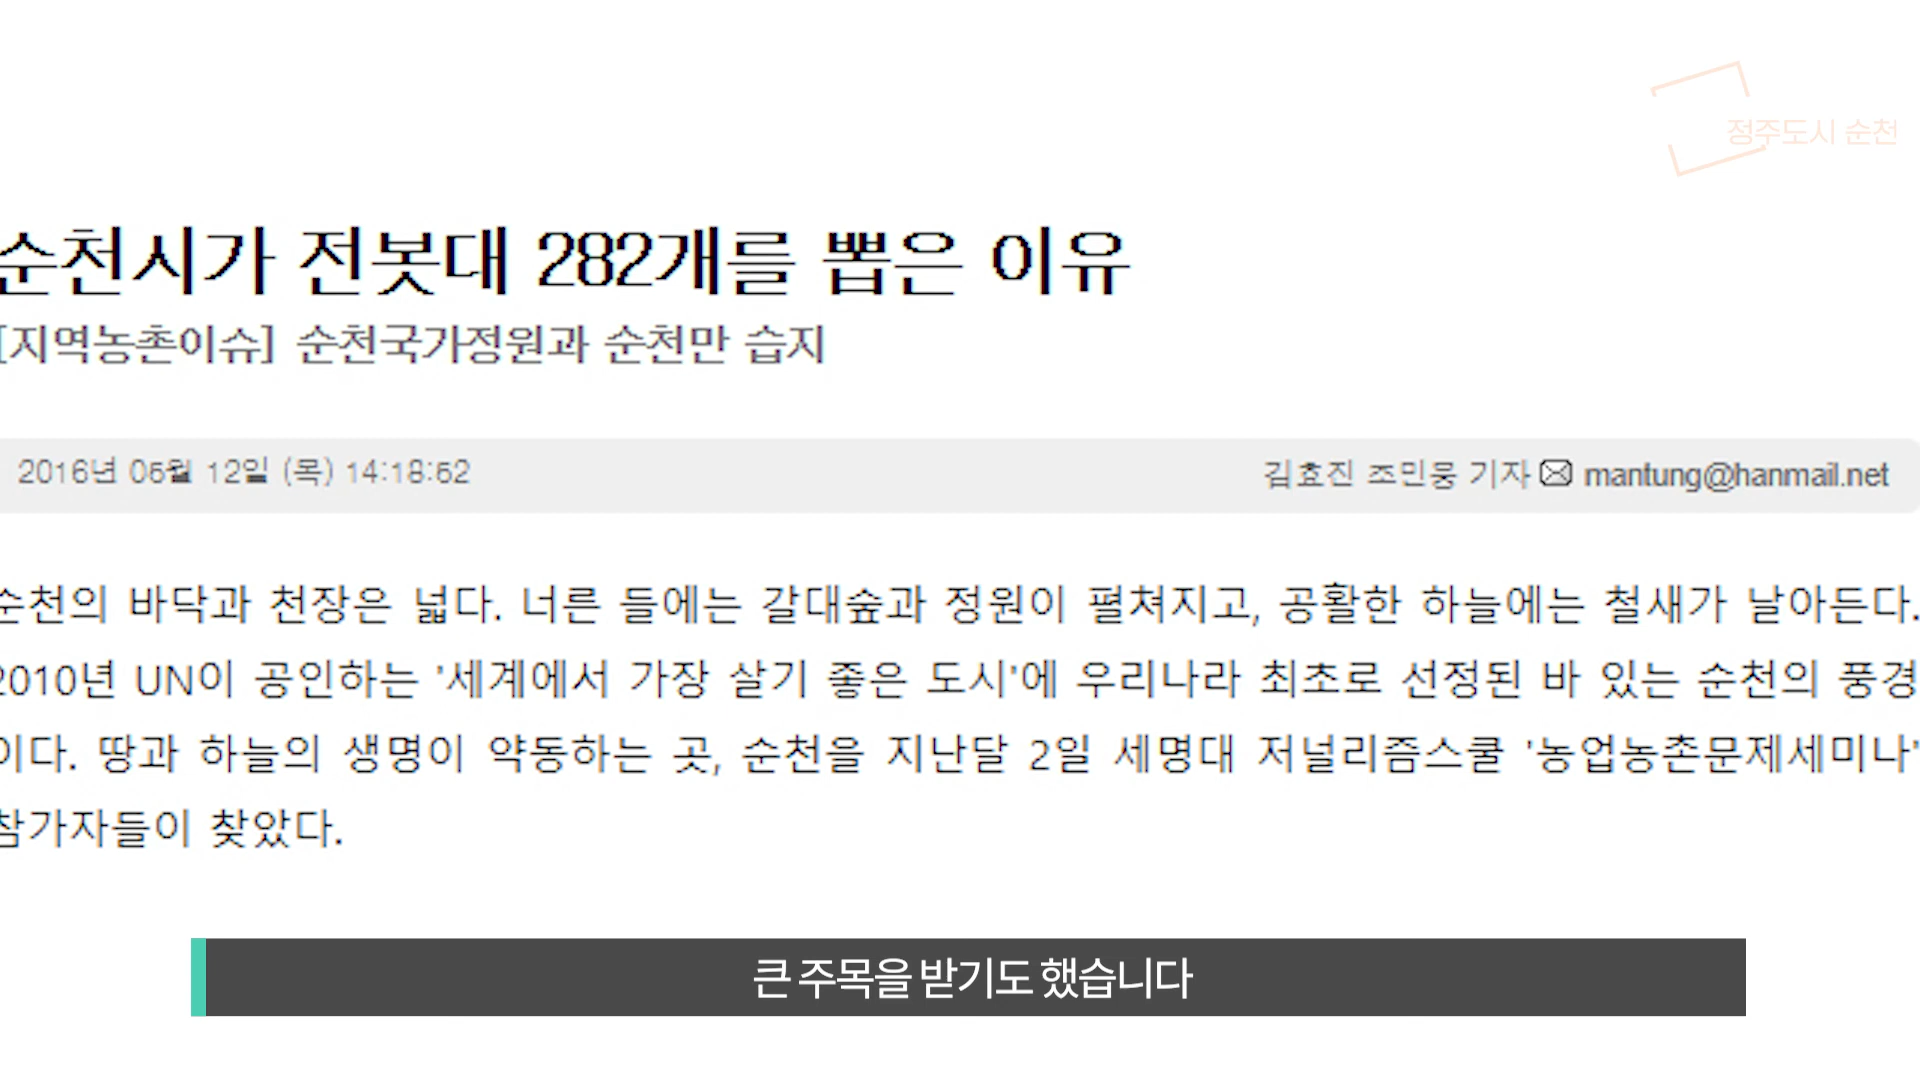 정주도시 순천
순천시가 전봇대 282개를 뽑은 이유
[지역농촌이슈] 순천국가정원과 순천만 습지
2016년 05월 12일 (목) 14:18:52
김효진 조민웅 기자 mantung@hanmail.net
순천의 바닥과 천장은 넓다. 너른 들에는 갈대숲과 정원이 펼쳐지고, 공활한 하늘에는 철새가 날아든다.
2010년 UN이 공인하는 '세계에서 가장 살기 좋은 도시'에 우리나라 최초로 선정된 바 있는 순천의 풍경
이다. 땅과 하늘의 생명이 약동하는 곳, 순천을 지난달 2일 세명대 저널리즘스쿨 '농업농촌문제세미나'
참가자들이 찾았다.
큰 주목을 받기도 했습니다